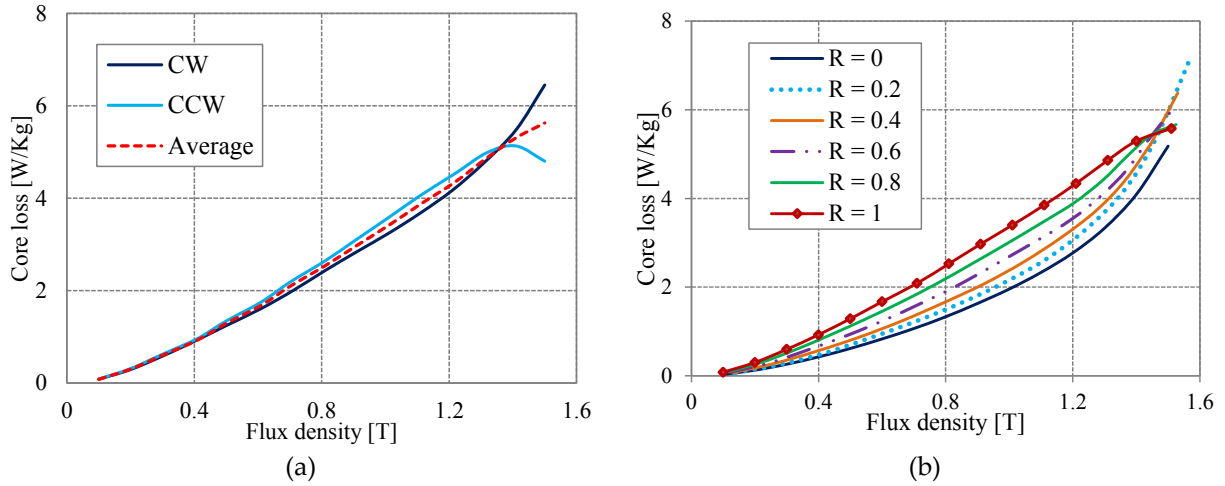 8
6
4
2
0
Core loss [W/Kg]
CW
CCW
Average
0
0.4
0.8
1.2
1.6
Flux density [T]
(a)
8
6
4
2
0
Core loss [W/Kg]
R = 0
R = 0.2
R = 0.4
R = 0.6
R = 0.8
R = 1
0.4
0.8
1.2
1.6
Flux density [T]
(b)